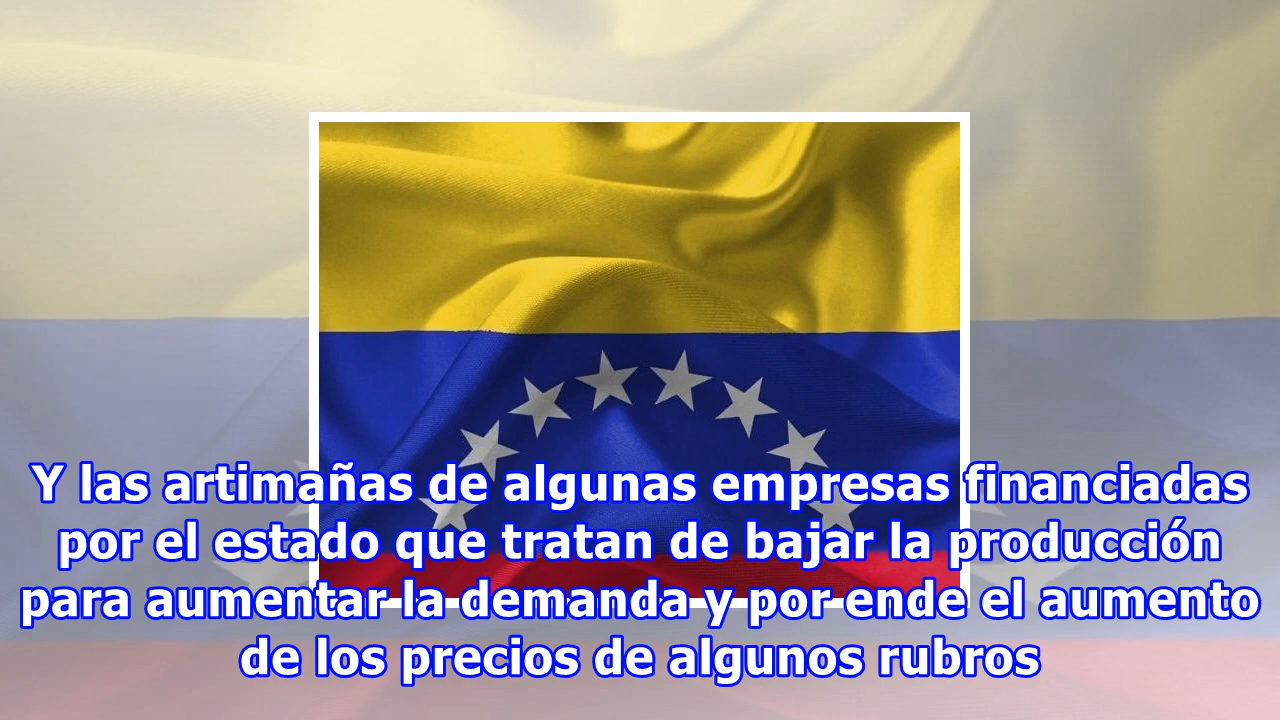 Y las artimañas de algunas empresas financiadas
por el estado que tratan de bajar la producción
para aumentar la demanda y por ende el aumento
de los precios de algunos rubros